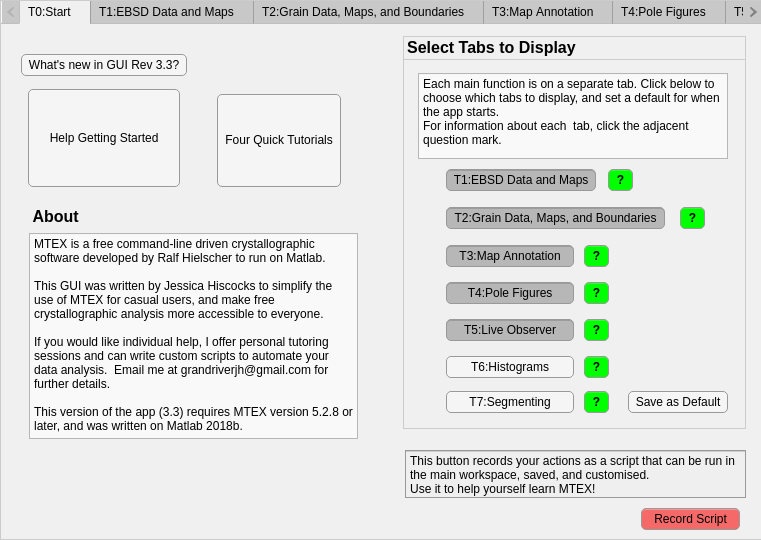 T0:Start
T1:EBSD Data and Maps
T2:Grain Data, Maps, and Boundaries
T3:Map Annotation
T4:Pole Figures
What's new in GUI Rev 3.3?
Help Getting Started
Four Quick Tutorials
About
MTEX is a free command-line driven crystallographic
software developed by Ralf Hielscher to run on Matlab.
This GUI was written by Jessica Hiscocks to simplify the
use of MTEX for casual users, and make free
crystallographic analysis more accessible to everyone.
If you would like individual help, I offer personal tutoring
sessions and can write custom scripts to automate your
data analysis.  Email me at grandriverjh@gmail.com for
further details.
This version of the app (3.3) requires MTEX version 5.2.8 or
later, and was written on Matlab 2018b.
Select Tabs to Display
Each main function is on a separate tab. Click below to
choose which tabs to display, and set a default for when
the app starts.
For information about each  tab, click the adjacent
question mark.
T1:EBSD Data and Maps ?
T2:Grain Data, Maps, and Boundaries ?
T3:Map Annotation ?
T4:Pole Figures ?
T5:Live Observer ?
T6:Histograms ?
T7:Segmenting ? Save as Default
This button records your actions as a script that can be run in
the main workspace, saved, and customised.
Use it to help yourself learn MTEX!
Record Script